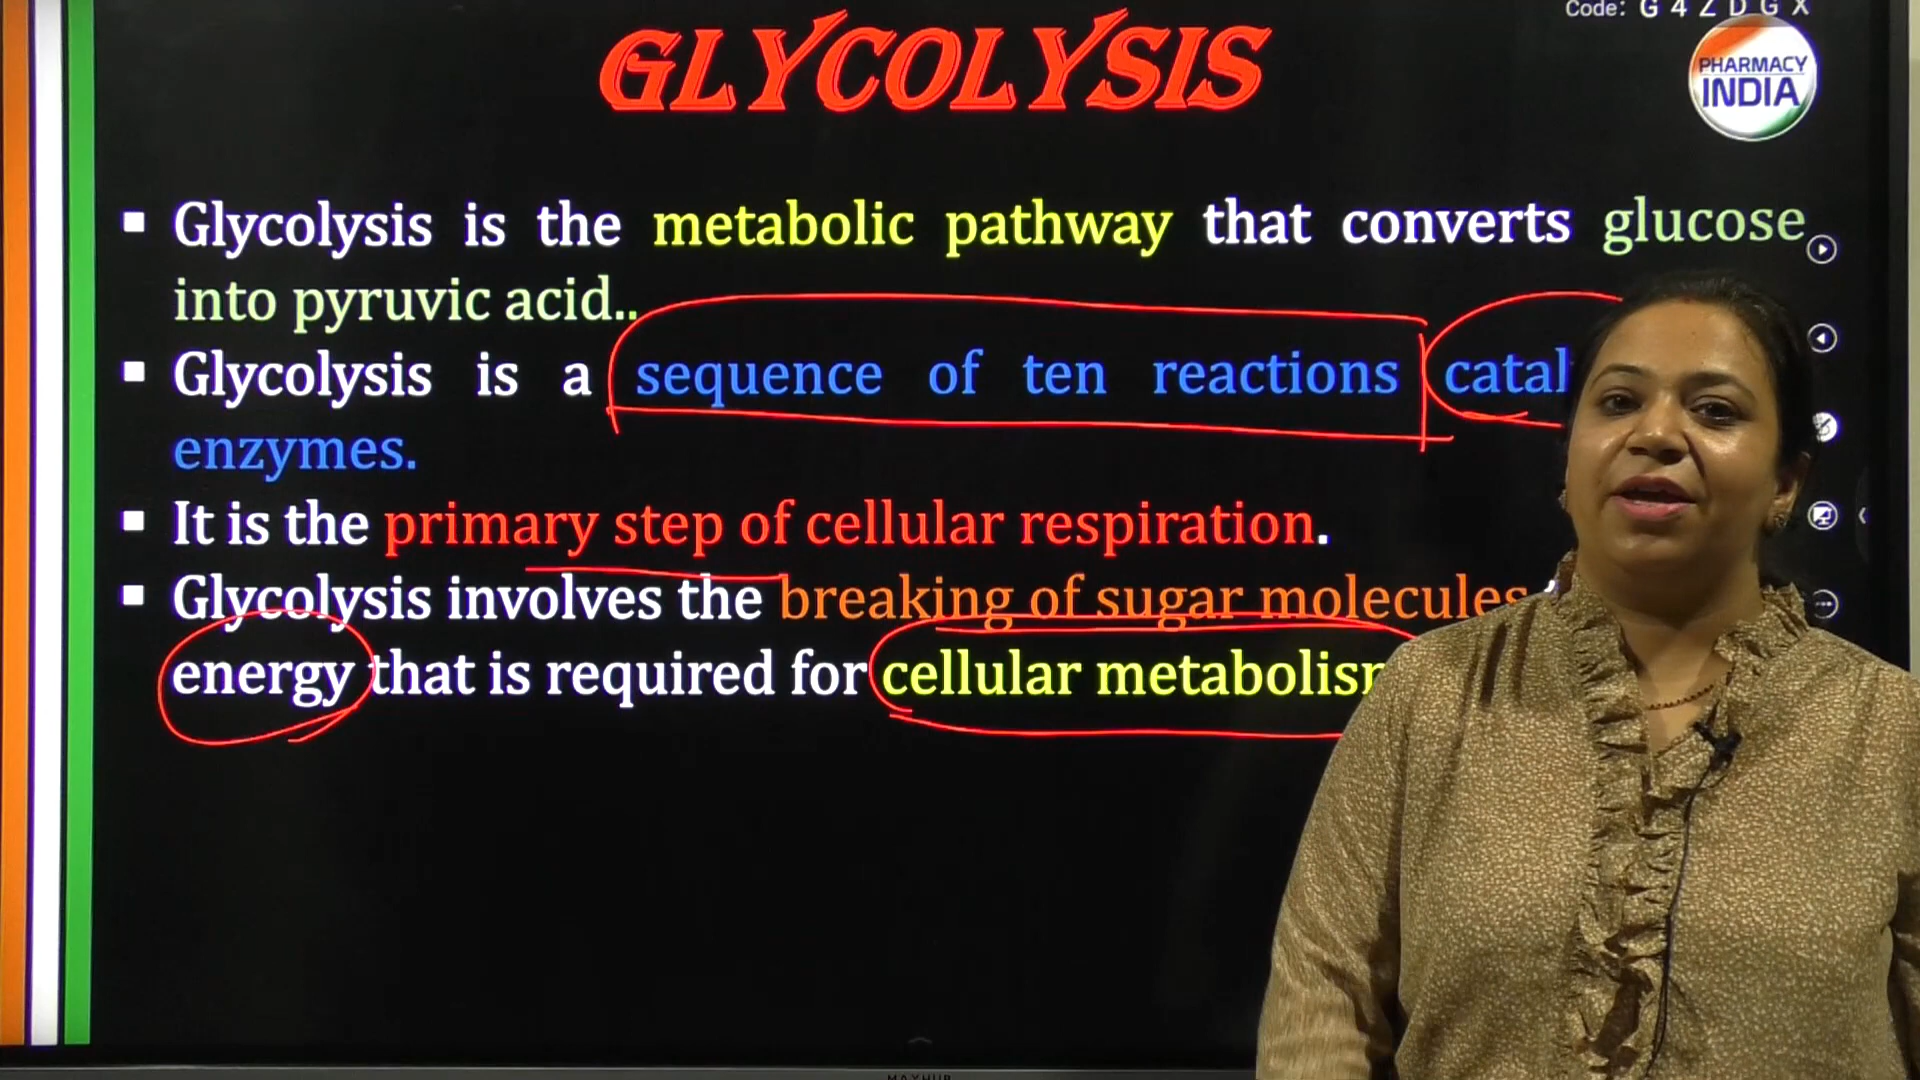 Code: G 4 Z D G X
GLYCOLYSIS
PHARMACY
INDIA
▪ Glycolysis is the metabolic pathway that converts glucose
into pyruvic acid..
▪ Glycolysis is a sequence of ten reactions
enzymes.
▪ It is the primary step of cellular respiration.
▪ Glycolysis involves the breaking of sugar molecules
energy that is required for cellular
MAXHUB